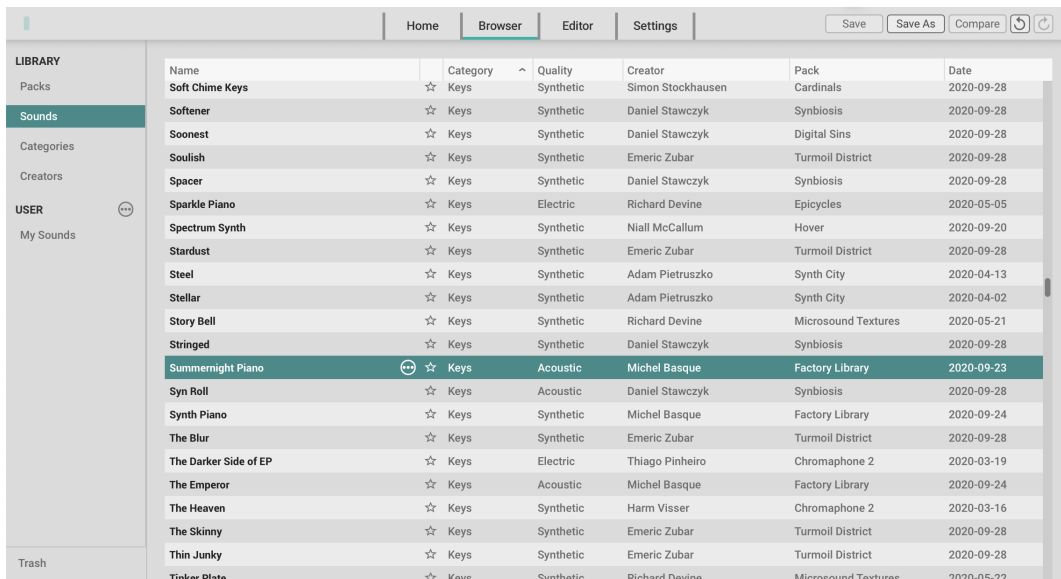 Home Browser Editor Settings Save Save As Compare
LIBRARY
Packs
Sounds
Categories
Creators
USER
My Sounds
Trash
Name Category Quality Creator Pack Date
Soft Chime Keys Keys Synthetic Simon Stockhausen Cardinals 2020-09-28
Softener Keys Synthetic Daniel Stawczyk Synbiosis 2020-09-28
Soonest Keys Synthetic Daniel Stawczyk Digital Sins 2020-09-28
Soulish Keys Synthetic Emeric Zubar Turmoil District 2020-09-28
Spacer Keys Synthetic Daniel Stawczyk Synbiosis 2020-09-28
Sparkle Piano Keys Electric Richard Devine Epicycles 2020-05-05
Spectrum Synth Keys Synthetic Niall McCallum Hover 2020-09-20
Stardust Keys Synthetic Emeric Zubar Turmoil District 2020-09-28
Steel Keys Synthetic Adam Pietruszko Synth City 2020-04-13
Stellar Keys Synthetic Adam Pietruszko Synth City 2020-04-02
Story Bell Keys Synthetic Richard Devine Microsound Textures 2020-05-21
Stringed Keys Synthetic Daniel Stawczyk Synbiosis 2020-09-28
Summernight Piano Keys Acoustic Michel Basque Factory Library 2020-09-23
Syn Roll Keys Acoustic Daniel Stawczyk Synbiosis 2020-09-28
Synth Piano Keys Synthetic Michel Basque Factory Library 2020-09-24
The Blur Keys Synthetic Emeric Zubar Turmoil District 2020-09-28
The Darker Side of EP Keys Electric Thiago Pinheiro Chromaphone 2 2020-03-19
The Emperor Keys Acoustic Michel Basque Factory Library 2020-09-24
The Heaven Keys Synthetic Harm Visser Chromaphone 2 2020-03-16
The Skinny Keys Synthetic Emeric Zubar Turmoil District 2020-09-28
Thin Junky Keys Synthetic Emeric Zubar Turmoil District 2020-09-28
Tinker Plate Keys Synthetic Richard Devine Microsound Textures 2020-05-22